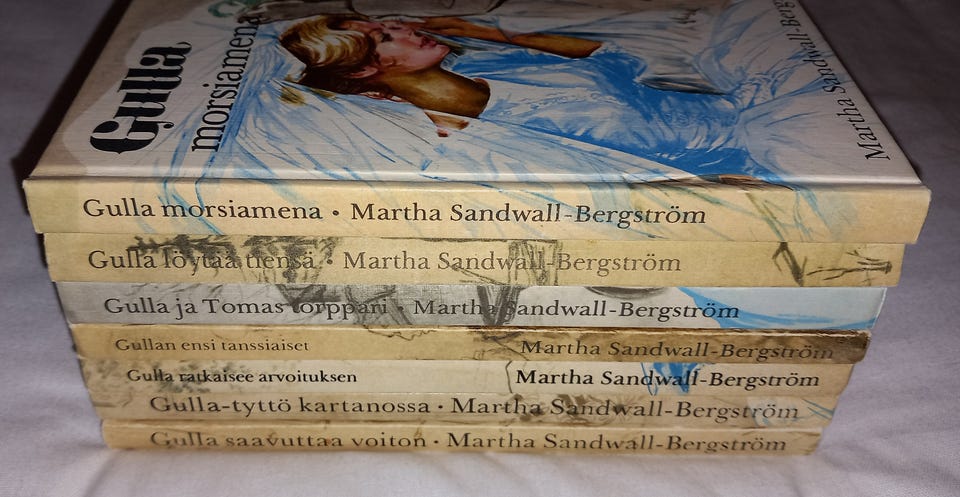 Gulla
morsiamena
Martha Sandwall-Berg
Gulla morsiamena · Martha Sandwall-Bergström
Gulla löytää tiensä · Martha Sandwall-Bergström
Gulla ja Tomas torppari · Martha Sandwall-Bergström
Gullan ensi tanssiaiset Martha Sandwall-Bergström
Gulla ratkaisee arvoituksen Martha Sandwall-Bergström
Gulla-tyttö kartanossa · Martha Sandwall-Bergström
Gulla saavuttaa voiton · Martha Sandwall-Bergström